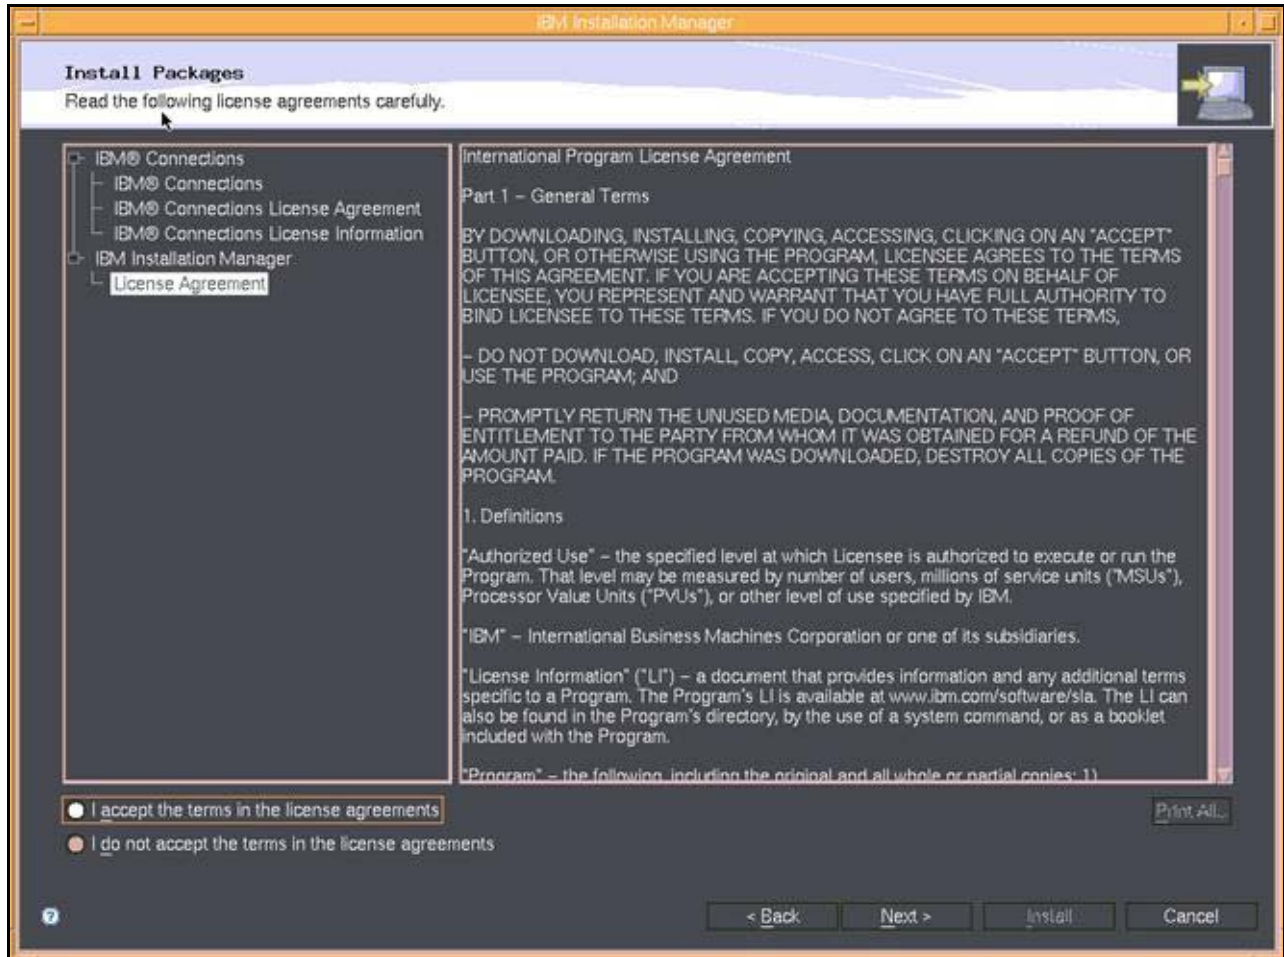 IBM Installation Manager
Install Packages
Read the following license agreements carefully.
IBM® Connections
IBM® Connections
IBM® Connections License Agreement
IBM® Connections License Information
IBM Installation Manager
License Agreement
International Program License Agreement
Part 1 – General Terms
BY DOWNLOADING, INSTALLING, COPYING, ACCESSING, CLICKING ON AN "ACCEPT"
BUTTON, OR OTHERWISE USING THE PROGRAM, LICENSEE AGREES TO THE TERMS
OF THIS AGREEMENT. IF YOU ARE ACCEPTING THESE TERMS ON BEHALF OF
LICENSEE, YOU REPRESENT AND WARRANT THAT YOU HAVE FULL AUTHORITY TO
BIND LICENSEE TO THESE TERMS. IF YOU DO NOT AGREE TO THESE TERMS,
– DO NOT DOWNLOAD, INSTALL, COPY, ACCESS, CLICK ON AN "ACCEPT" BUTTON, OR
USE THE PROGRAM; AND
– PROMPTLY RETURN THE UNUSED MEDIA, DOCUMENTATION, AND PROOF OF
ENTITLEMENT TO THE PARTY FROM WHOM IT WAS OBTAINED FOR A REFUND OF THE
AMOUNT PAID. IF THE PROGRAM WAS DOWNLOADED, DESTROY ALL COPIES OF THE
PROGRAM.
1. Definitions
"Authorized Use" – the specified level at which Licensee is authorized to execute or run the
Program. That level may be measured by number of users, millions of service units ("MSUs"),
Processor Value Units ("PVUs"), or other level of use specified by IBM.
"IBM" – International Business Machines Corporation or one of its subsidiaries.
"License Information" ("LI") – a document that provides information and any additional terms
specific to a Program. The Program's LI is available at www.ibm.com/software/sla. The LI can
also be found in the Program's directory, by the use of a system command, or as a booklet
included with the Program.
"Program" – the following, including the original and all whole or partial copies: 1)
I accept the terms in the license agreements
Print All...
I do not accept the terms in the license agreements
< Back
Next >
Install
Cancel